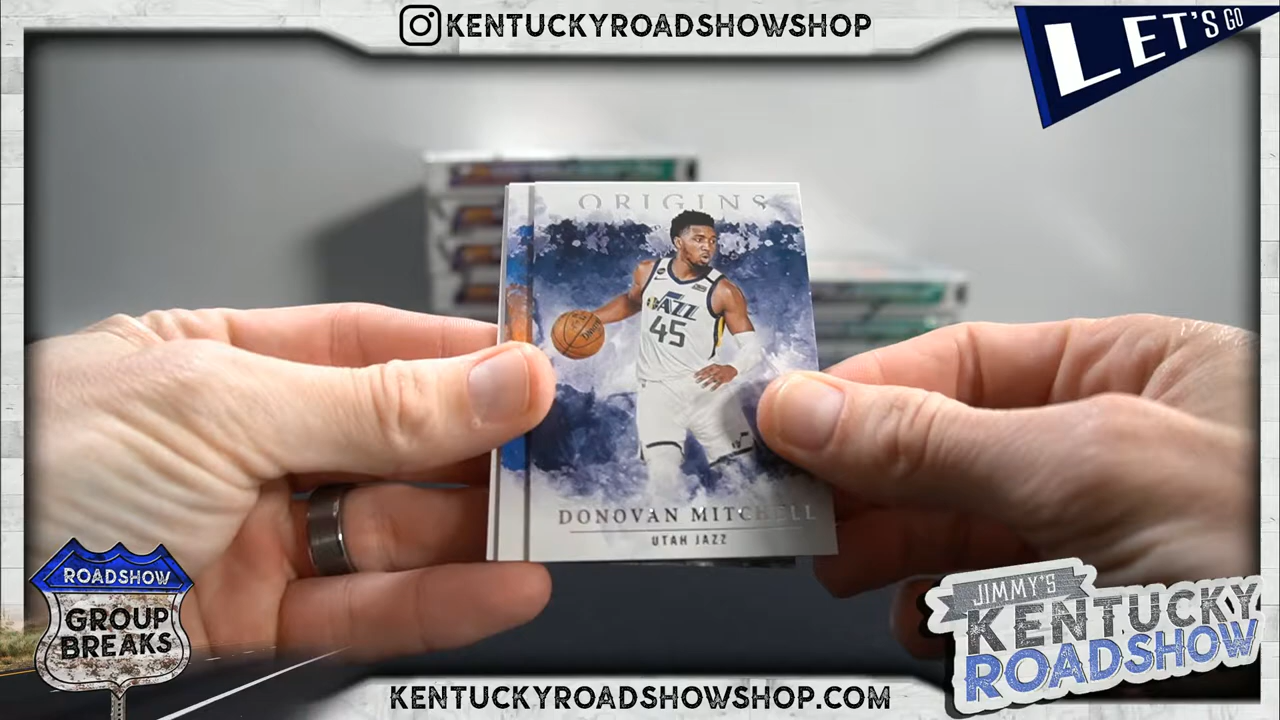 KENTUCKYROADSHOWSHOP
LET'S GO
ORIGINS
JAZZ
45
DONOVAN MITCHELL
UTAH JAZZ
ROADSHOW
GROUP
BREAKS
JIMMY'S
KENTUCKY
ROADSHOW
KENTUCKYROADSHOWSHOP.COM